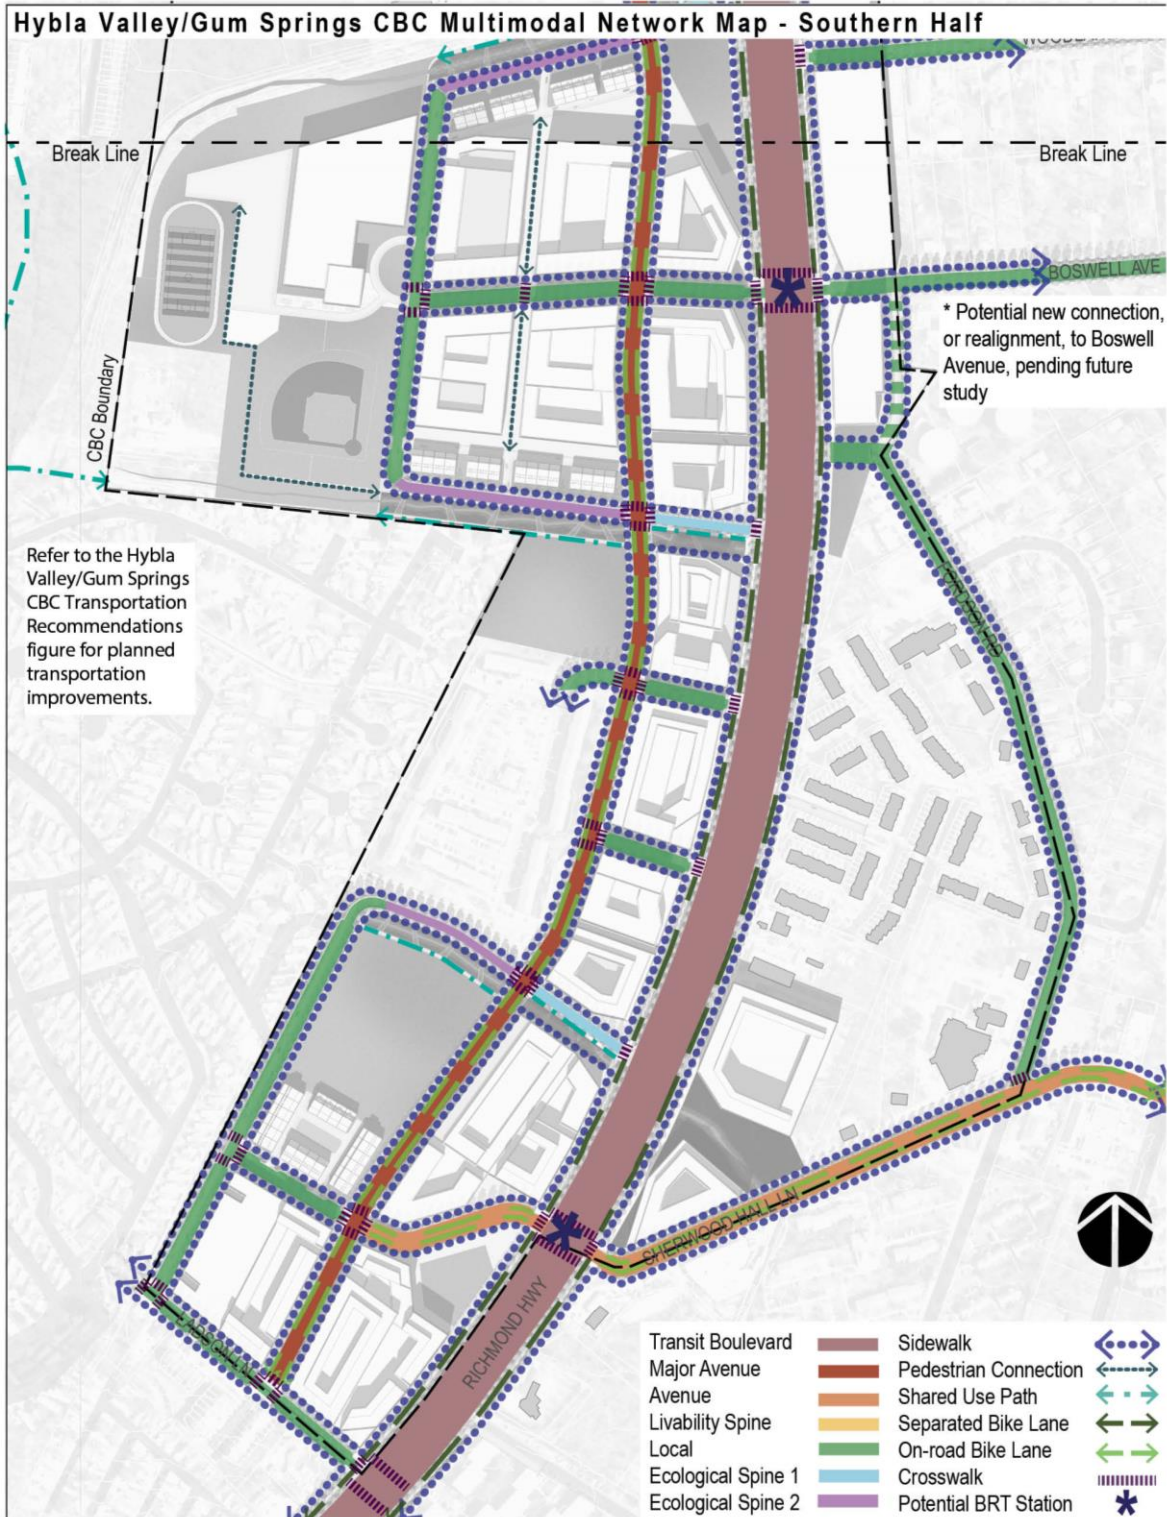 Hybla Valley/Gum Springs CBC Multimodal Network Map - Southern Half
Break Line
Break Line
BOSWELL AVE
* Potential new connection,
or realignment, to Boswell
Avenue, pending future
study
CBC Boundary
Refer to the Hybla
Valley/Gum Springs
CBC Transportation
Recommendations
figure for planned
transportation
improvements.
FORDSON RD
SHERWOOD HALL LN
LADSON LN
RICHMOND HWY
Transit Boulevard
Major Avenue
Avenue
Livability Spine
Local
Ecological Spine 1
Ecological Spine 2
Sidewalk
Pedestrian Connection
Shared Use Path
Separated Bike Lane
On-road Bike Lane
Crosswalk
Potential BRT Station